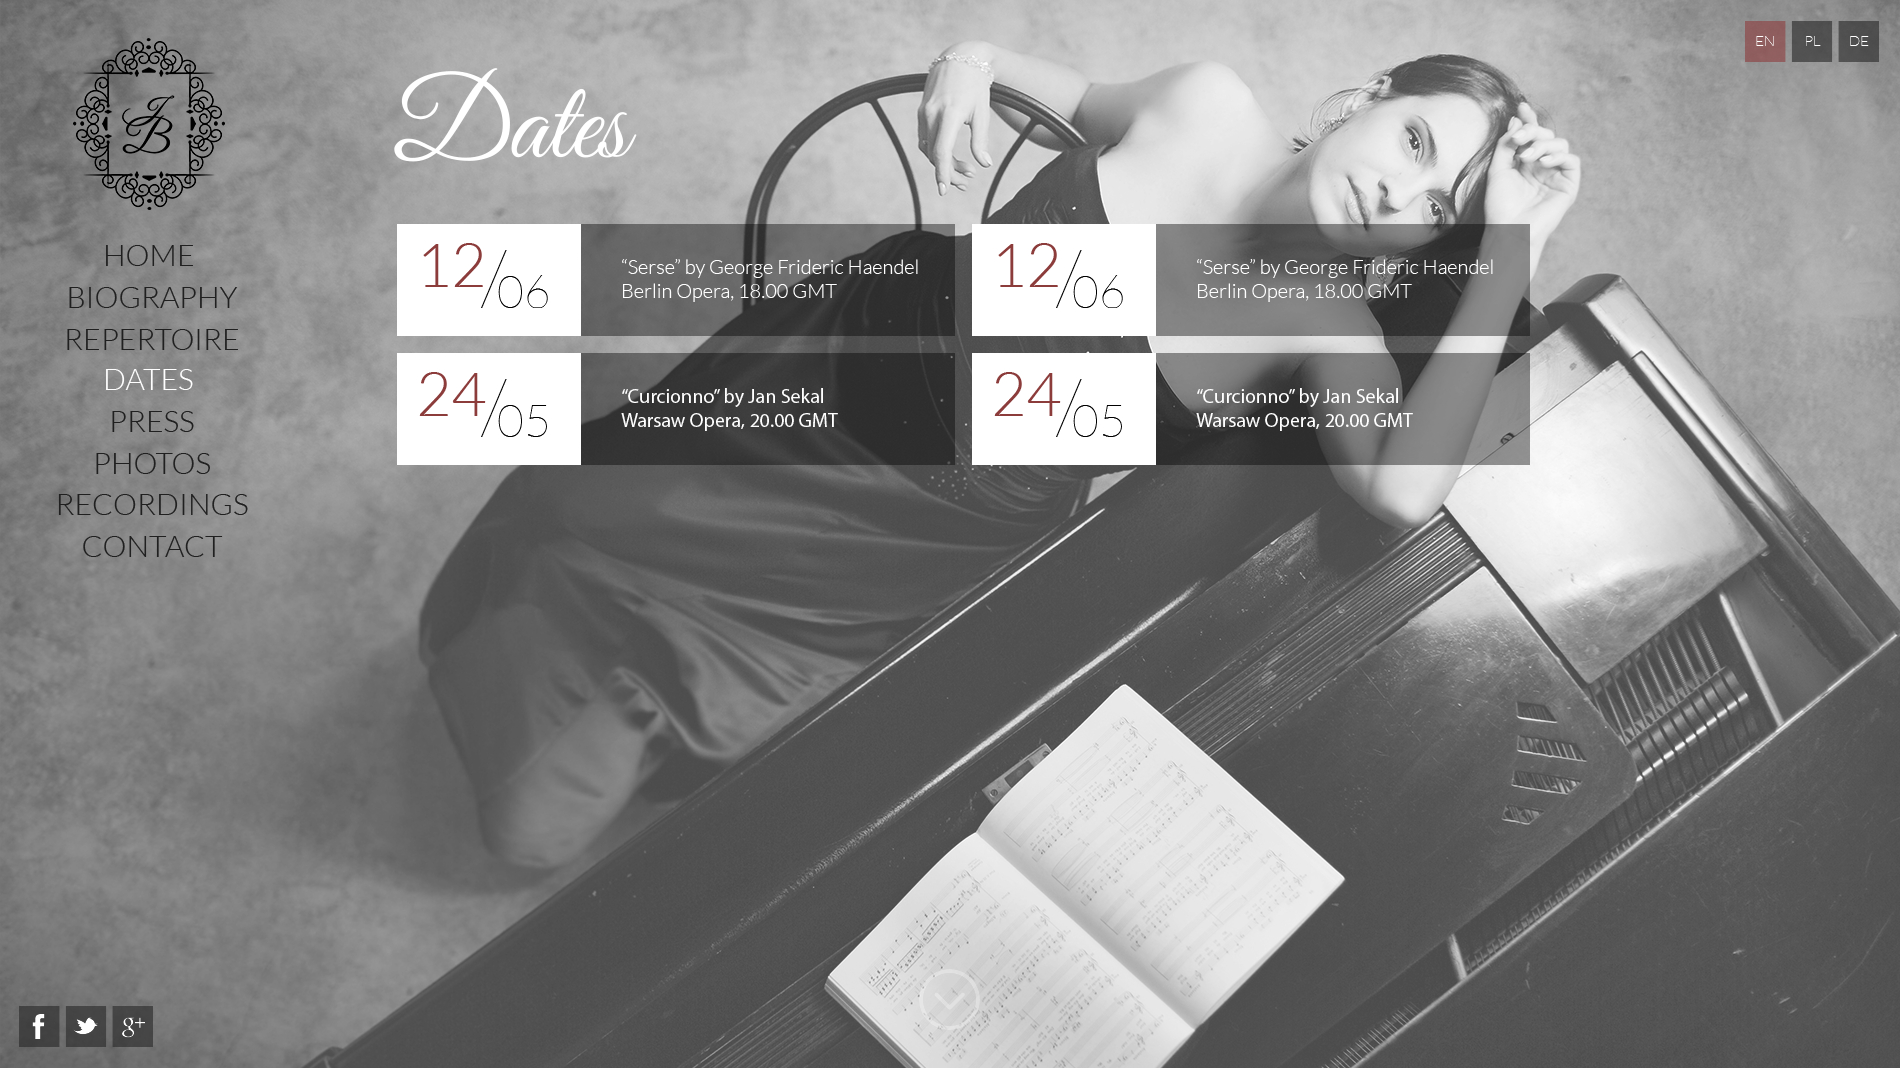 JB
EN
PL
DE
Dates
HOME
BIOGRAPHY
REPERTOIRE
DATES
PRESS
PHOTOS
RECORDINGS
CONTACT
12/06
“Serse” by George Frideric Haendel
Berlin Opera, 18.00 GMT
12/06
“Serse” by George Frideric Haendel
Berlin Opera, 18.00 GMT
24/05
“Curcionno” by Jan Sekal
Warsaw Opera, 20.00 GMT
24/05
“Curcionno” by Jan Sekal
Warsaw Opera, 20.00 GMT
f
g+